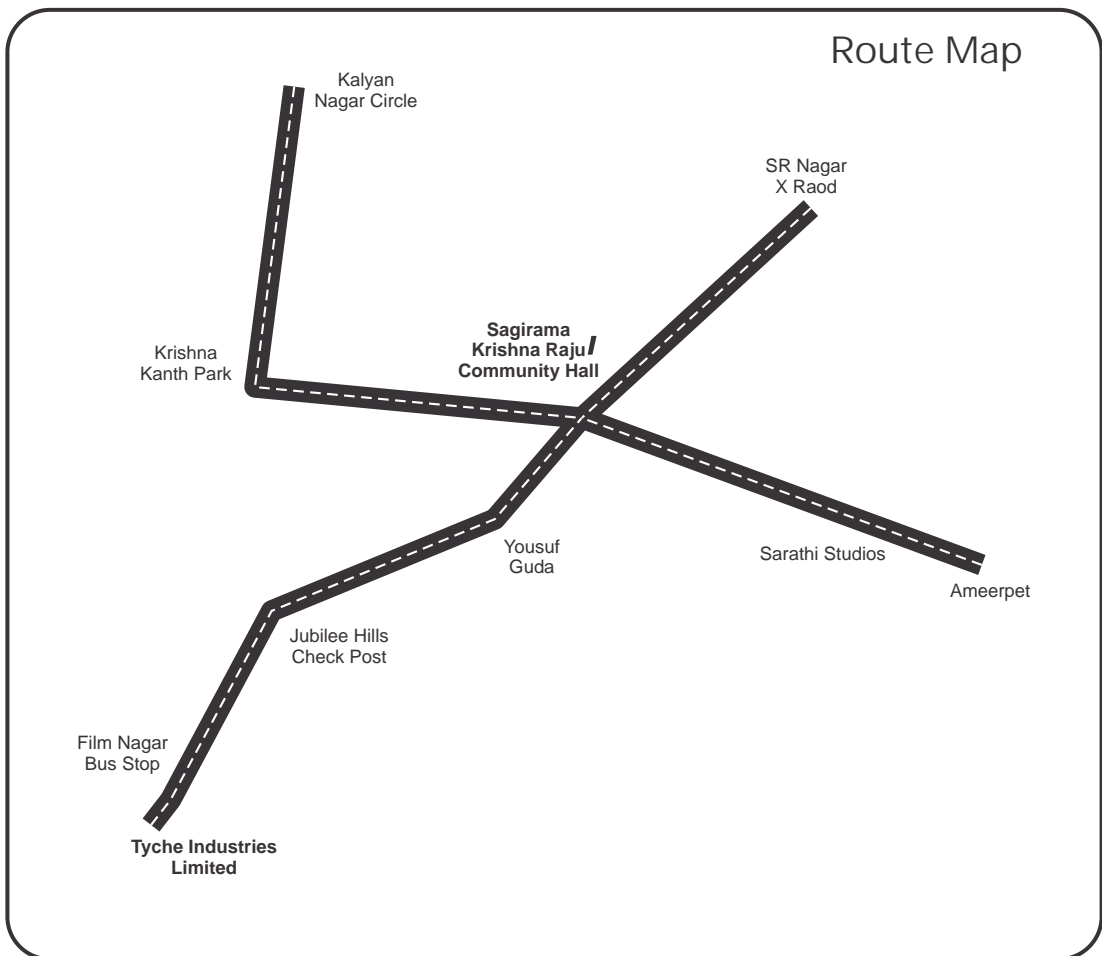 Route Map
Kalyan
Nagar Circle
SR Nagar
X Raod
Sagirama
Krishna Raju
Community Hall
Krishna
Kanth Park
Yousuf
Guda
Sarathi Studios
Ameerpet
Jubilee Hills
Check Post
Film Nagar
Bus Stop
Tyche Industries
Limited